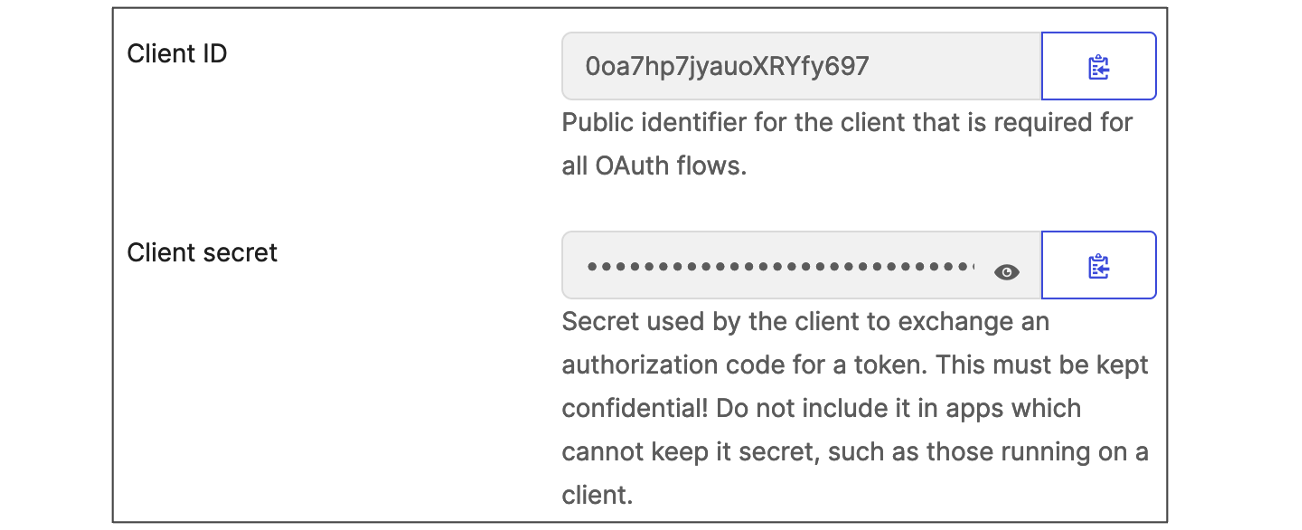 Client ID
0oa7hp7jyauoXRYfy697
Public identifier for the client that is required for
all OAuth flows.
Client secret
••••••••••••••••••••••••••••
Secret used by the client to exchange an
authorization code for a token. This must be kept
confidential! Do not include it in apps which
cannot keep it secret, such as those running on a
client.